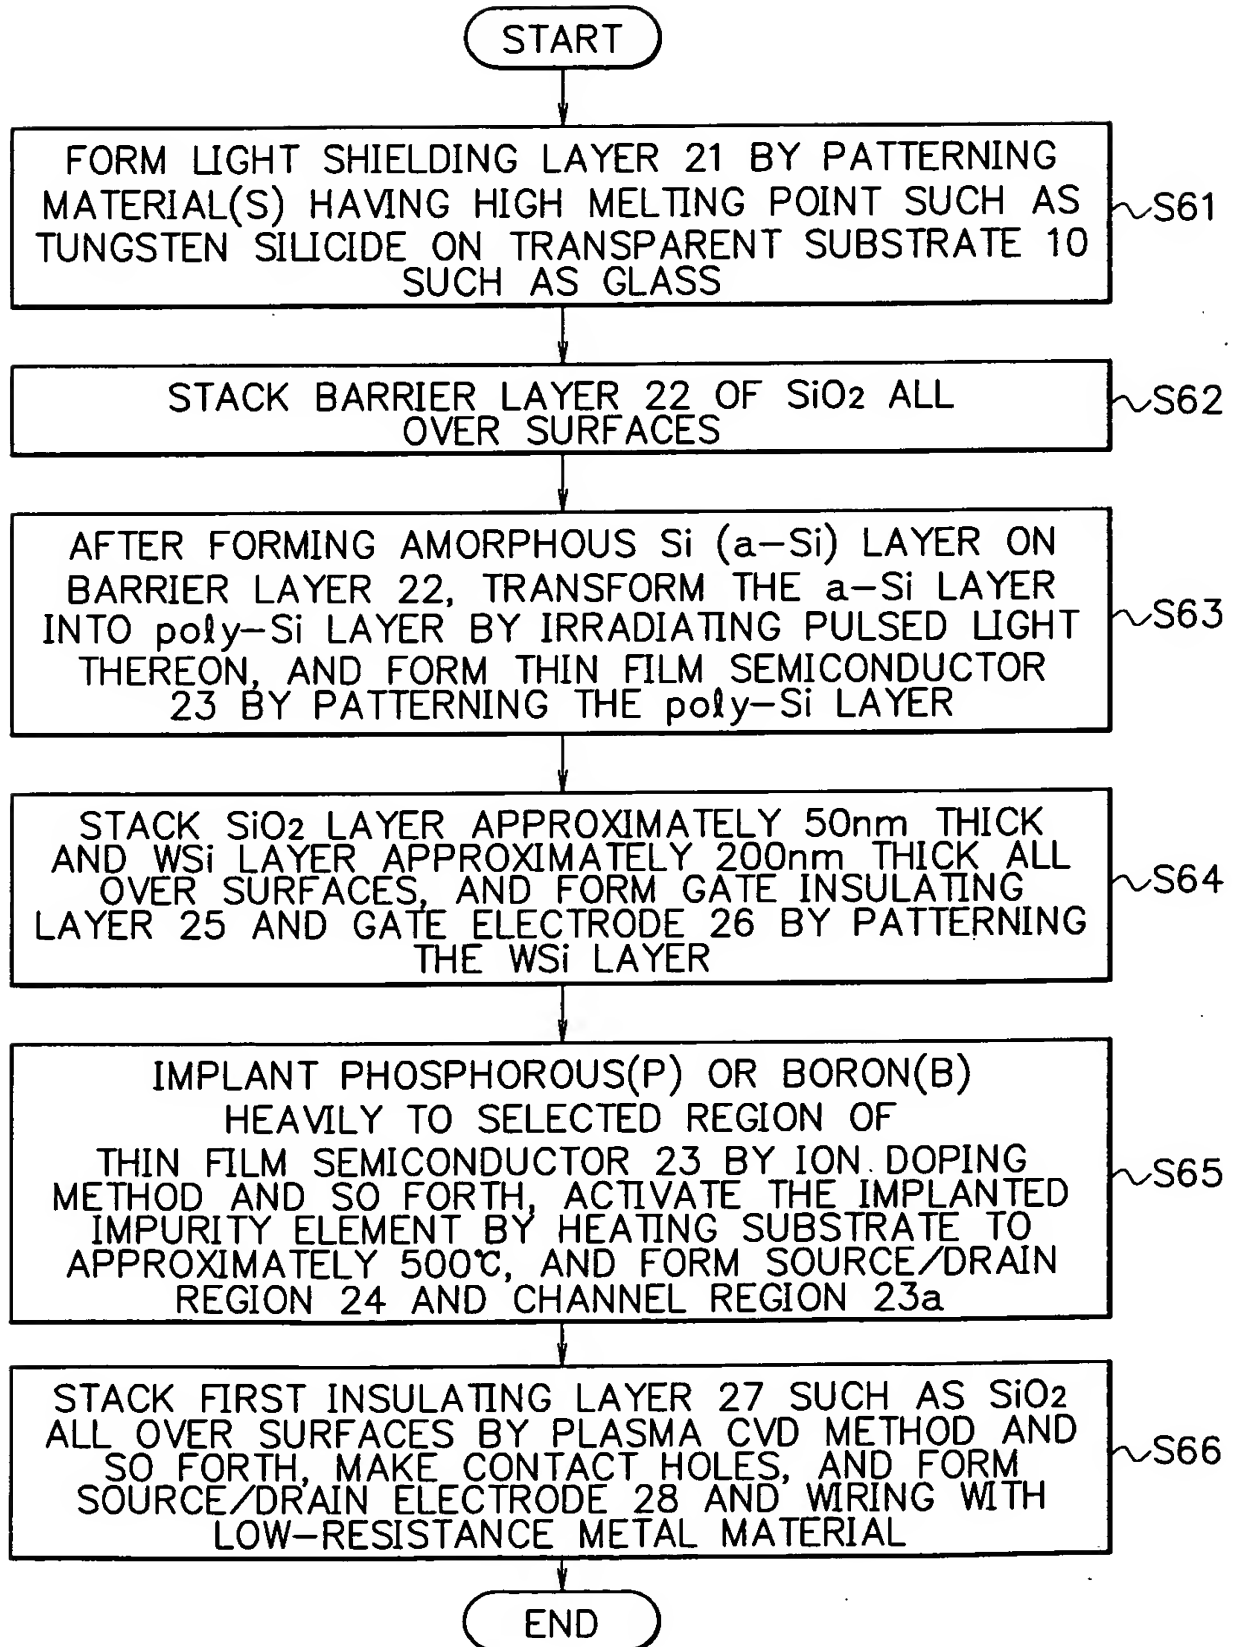 START
FORM LIGHT SHIELDING LAYER 21 BY PATTERNING
MATERIAL(S) HAVING HIGH MELTING POINT SUCH AS
TUNGSTEN SILICIDE ON TRANSPARENT SUBSTRATE 10
SUCH AS GLASS
S61
STACK BARRIER LAYER 22 OF SiO2 ALL
OVER SURFACES
S62
AFTER FORMING AMORPHOUS Si (a-Si) LAYER ON
BARRIER LAYER 22, TRANSFORM THE a-Si LAYER
INTO poly-Si LAYER BY IRRADIATING PULSED LIGHT
THEREON, AND FORM THIN FILM SEMICONDUCTOR
23 BY PATTERNING THE poly-Si LAYER
S63
STACK SiO2 LAYER APPROXIMATELY 50nm THICK
AND WSi LAYER APPROXIMATELY 200nm THICK ALL
OVER SURFACES, AND FORM GATE INSULATING
LAYER 25 AND GATE ELECTRODE 26 BY PATTERNING
THE WSi LAYER
S64
IMPLANT PHOSPHOROUS(P) OR BORON(B)
HEAVILY TO SELECTED REGION OF
THIN FILM SEMICONDUCTOR 23 BY ION DOPING
METHOD AND SO FORTH, ACTIVATE THE IMPLANTED
IMPURITY ELEMENT BY HEATING SUBSTRATE TO
APPROXIMATELY 500℃, AND FORM SOURCE/DRAIN
REGION 24 AND CHANNEL REGION 23a
S65
STACK FIRST INSULATING LAYER 27 SUCH AS SiO2
ALL OVER SURFACES BY PLASMA CVD METHOD AND
SO FORTH, MAKE CONTACT HOLES, AND FORM
SOURCE/DRAIN ELECTRODE 28 AND WIRING WITH
LOW-RESISTANCE METAL MATERIAL
S66
END